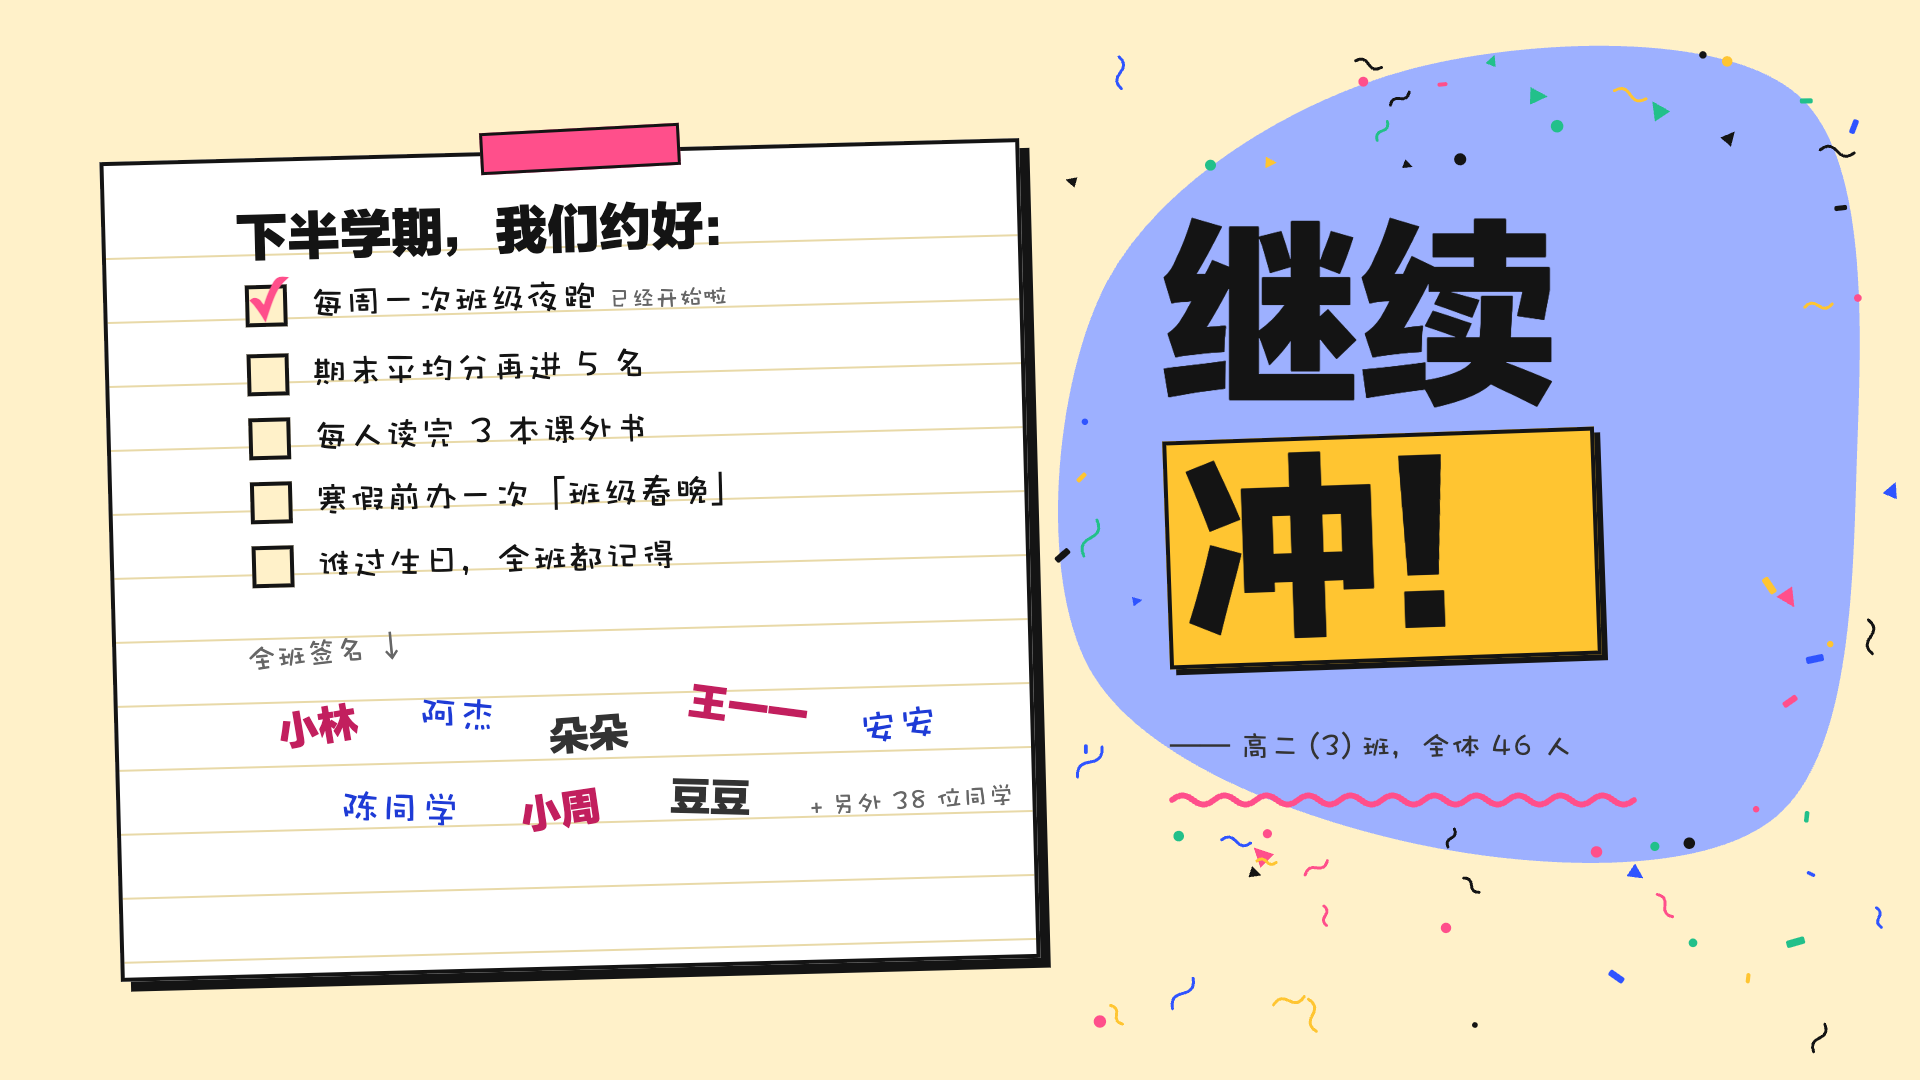 下半学期，我们约好：
每周一次班级夜跑 已经开始啦
期末平均分再进 5 名
每人读完 3 本课外书
寒假前办一次「班级春晚」
谁过生日，全班都记得
全班签名 ↓
小林 阿杰 朵朵 王一一 安安
陈同学 小周 豆豆 + 另外 38 位同学
继续
冲！
—— 高二 (3) 班，全体 46 人